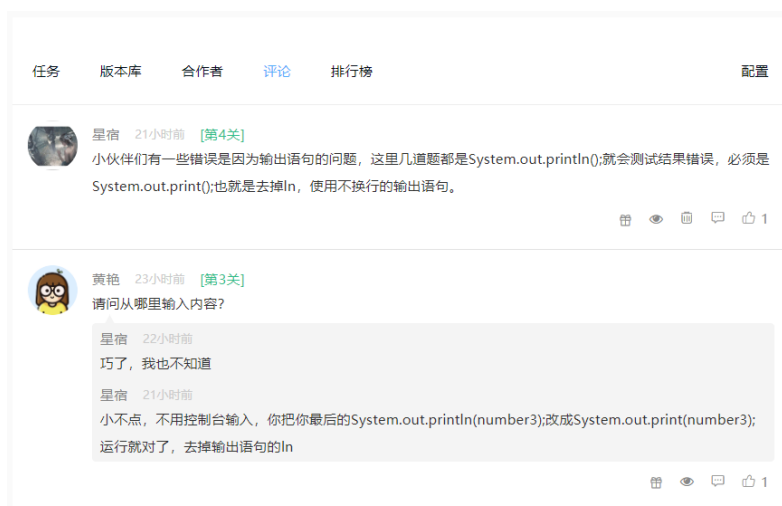 任务 版本库 合作者 评论 排行榜 配置
星宿 21小时前 [第4关]
小伙伴们有一些错误是因为输出语句的问题，这里几道题都是System.out.println();就会测试结果错误，必须是
System.out.print();也就是去掉ln，使用不换行的输出语句。
1
黄艳 23小时前 [第3关]
请问从哪里输入内容？
星宿 22小时前
巧了，我也不知道
星宿 21小时前
小不点，不用控制台输入，你把你最后的System.out.println(number3);改成System.out.print(number3);
运行就对了，去掉输出语句的ln
1